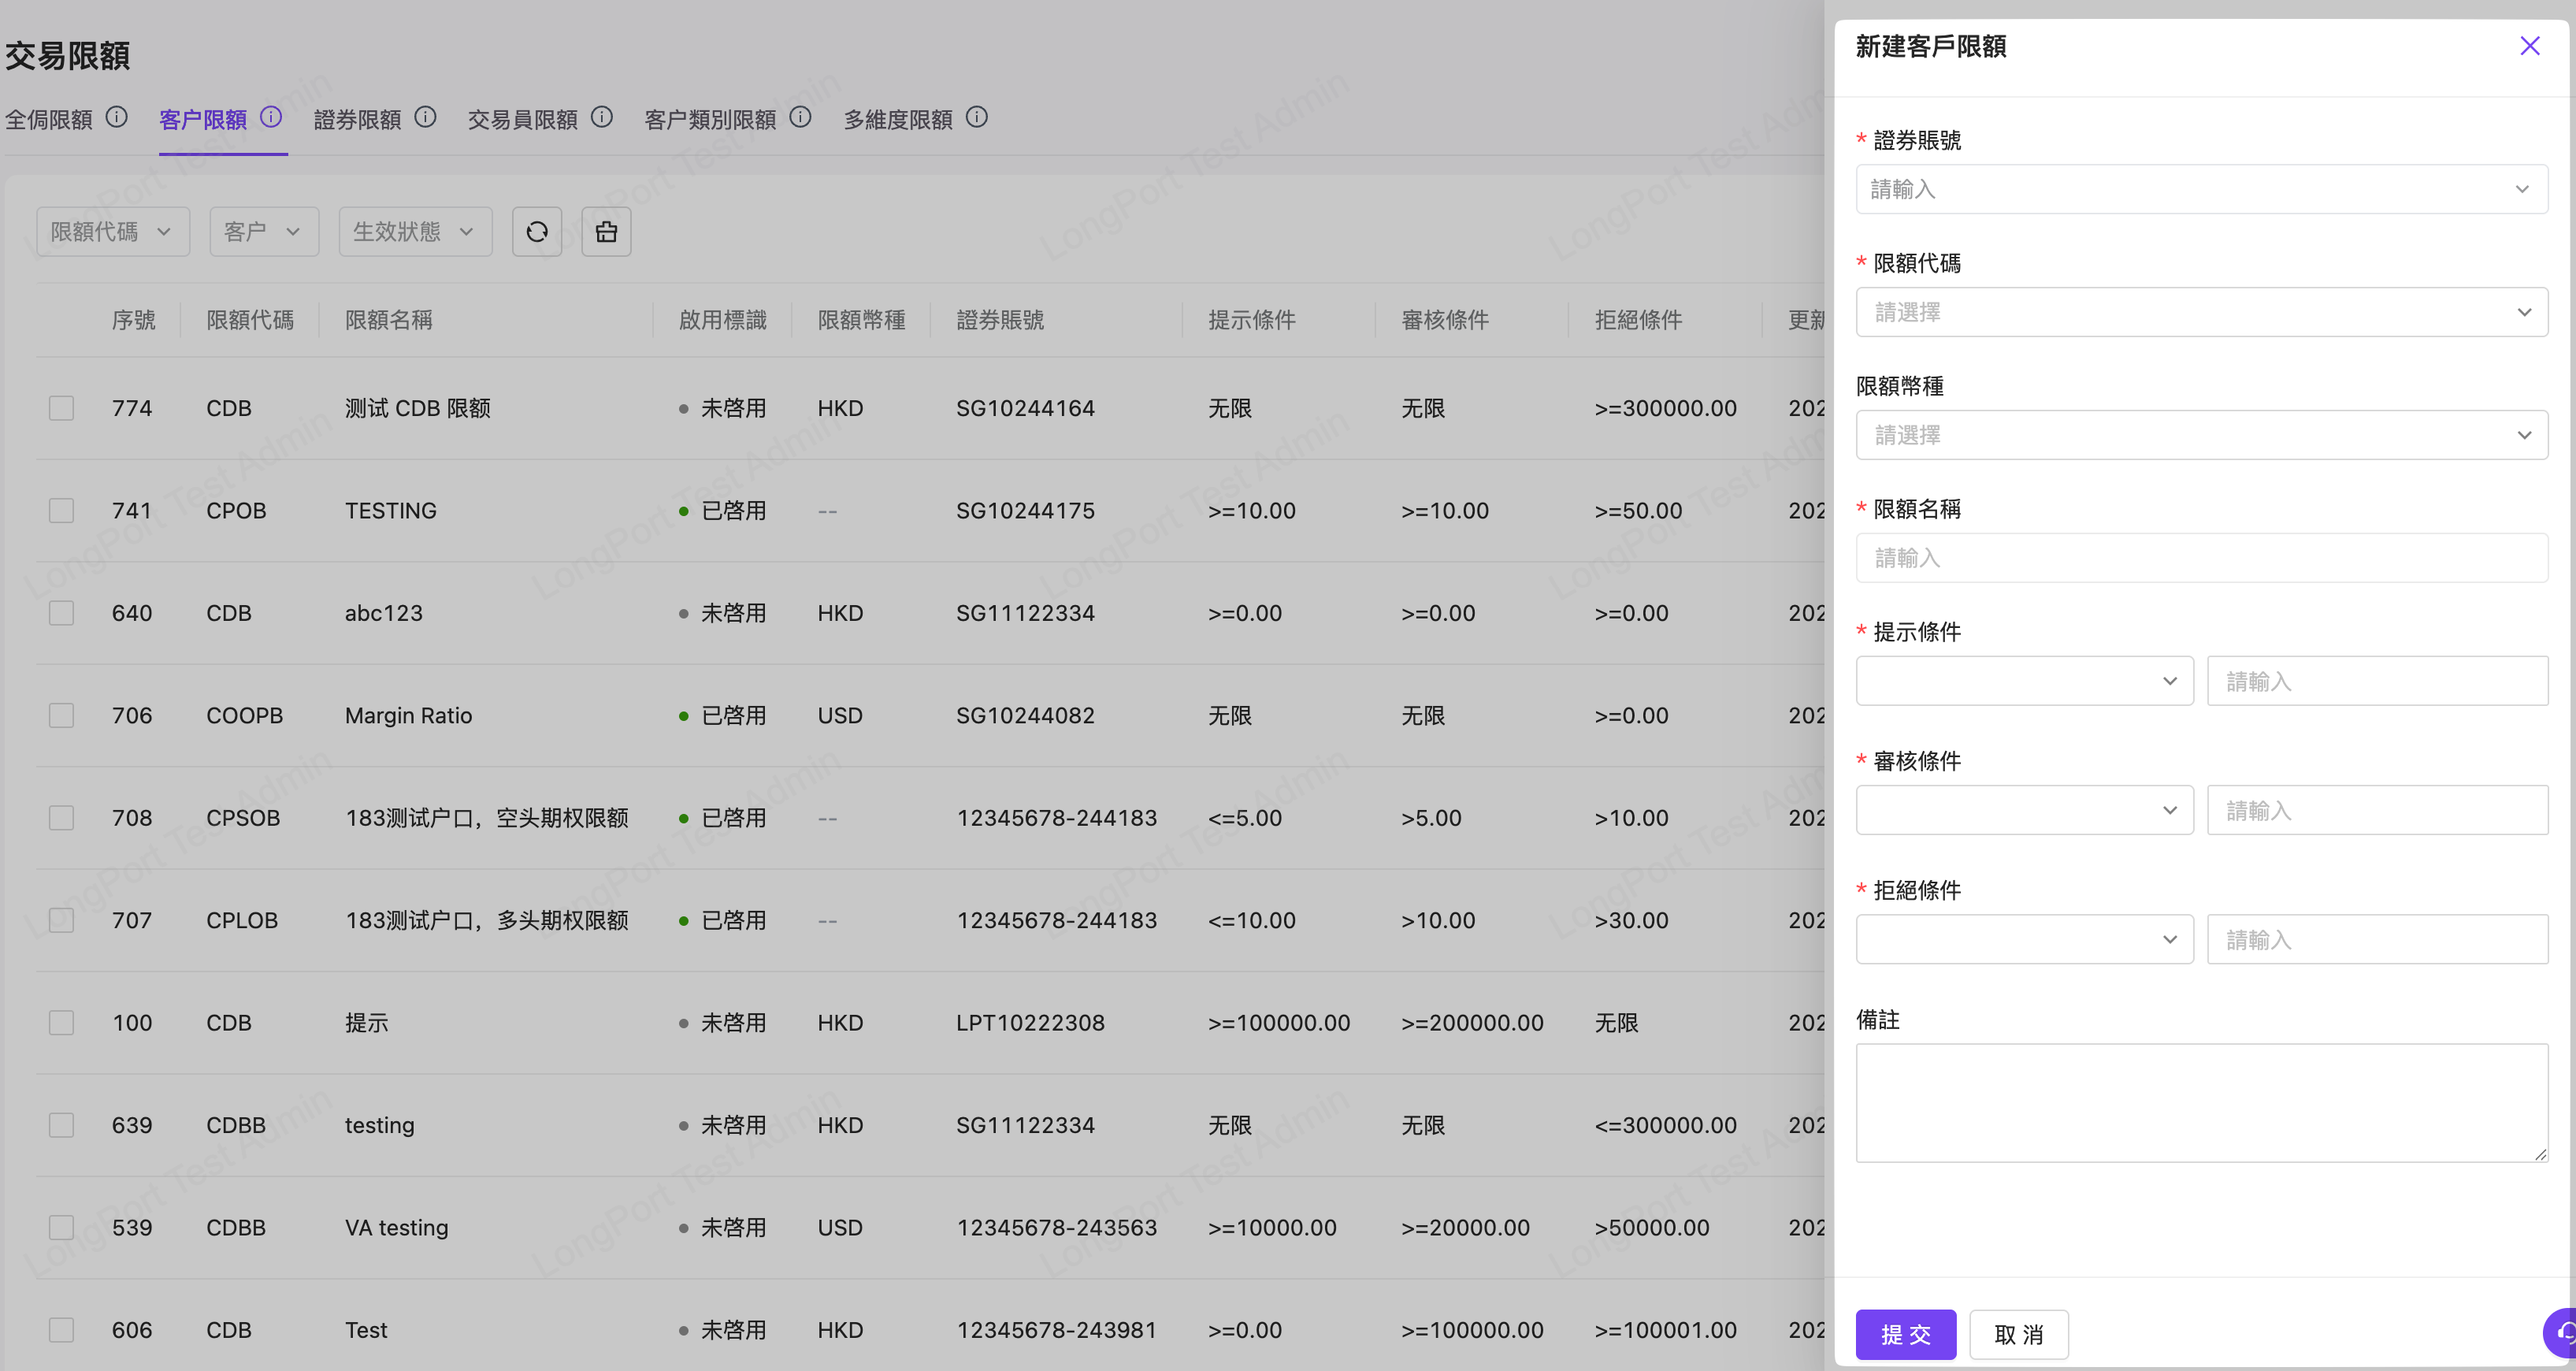 交易限額
全侷限額 客户限額 證券限額 交易員限額 客户類別限額 多維度限額
限額代碼 客户 生效狀態
序號 限額代碼 限額名稱 啟用標識 限額幣種 證券賬號 提示條件 審核條件 拒絕條件 更新
774 CDB 测试 CDB 限额 未啓用 HKD SG10244164 无限 无限 >=300000.00 202
741 CPOB TESTING 已啓用 -- SG10244175 >=10.00 >=10.00 >=50.00 202
640 CDB abc123 未啓用 HKD SG11122334 >=0.00 >=0.00 >=0.00 202
706 COOPB Margin Ratio 已啓用 USD SG10244082 无限 无限 >=0.00 202
708 CPSOB 183测试户口，空头期权限额 已啓用 -- 12345678-244183 <=5.00 >5.00 >10.00 202
707 CPLOB 183测试户口，多头期权限额 已啓用 -- 12345678-244183 <=10.00 >10.00 >30.00 202
100 CDB 提示 未啓用 HKD LPT10222308 >=100000.00 >=200000.00 无限 202
639 CDBB testing 未啓用 HKD SG11122334 无限 无限 <=300000.00 202
539 CDBB VA testing 未啓用 USD 12345678-243563 >=10000.00 >=20000.00 >50000.00 202
606 CDB Test 未啓用 HKD 12345678-243981 >=0.00 >=100000.00 >=100001.00 202
LongPort Test Admin
新建客戶限額
* 證券賬號
請輸入
* 限額代碼
請選擇
限額幣種
請選擇
* 限額名稱
請輸入
* 提示條件
請輸入
* 審核條件
請輸入
* 拒絕條件
請輸入
備註
提 交 取 消